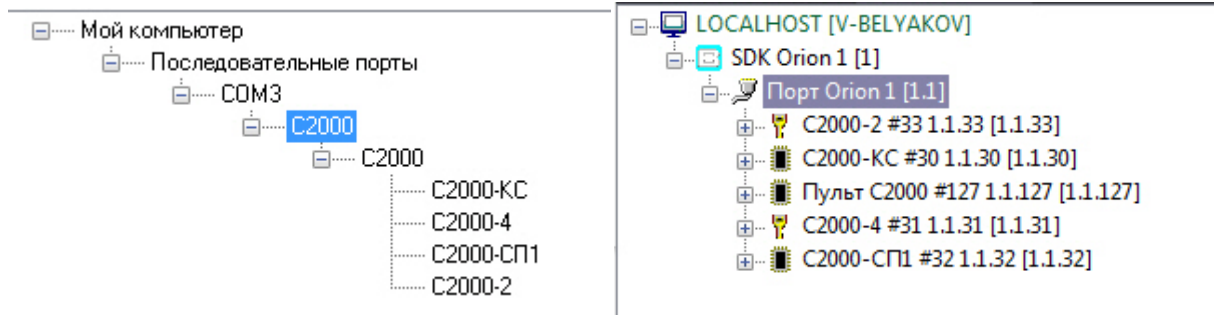 Мой компьютер
Последовательные порты
COM3
C2000
C2000
С2000-КС
С2000-4
С2000-СП1
С2000-2
LOCALHOST [V-BELYAKOV]
SDK Orion 1 [1]
Порт Orion 1 [1.1]
С2000-2 #33 1.1.33 [1.1.33]
С2000-КС #30 1.1.30 [1.1.30]
Пульт С2000 #127 1.1.127 [1.1.127]
С2000-4 #31 1.1.31 [1.1.31]
С2000-СП1 #32 1.1.32 [1.1.32]